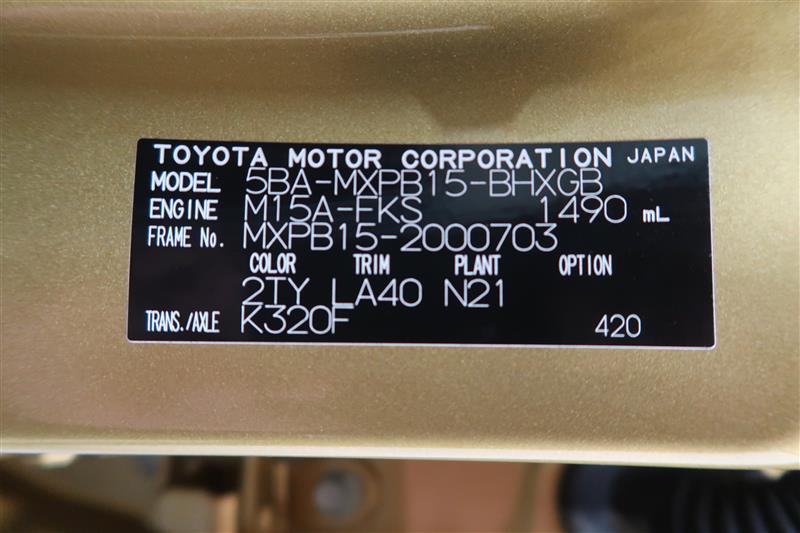 TOYOTA MOTOR CORPORATION JAPAN
MODEL 5BA-MXPB15-BHXGB
ENGINE M15A-FKS 1490 mL
FRAME No. MXPB15-2000703
COLOR TRIM PLANT OPTION
2TY LA40 N21
TRANS./AXLE K320F 420